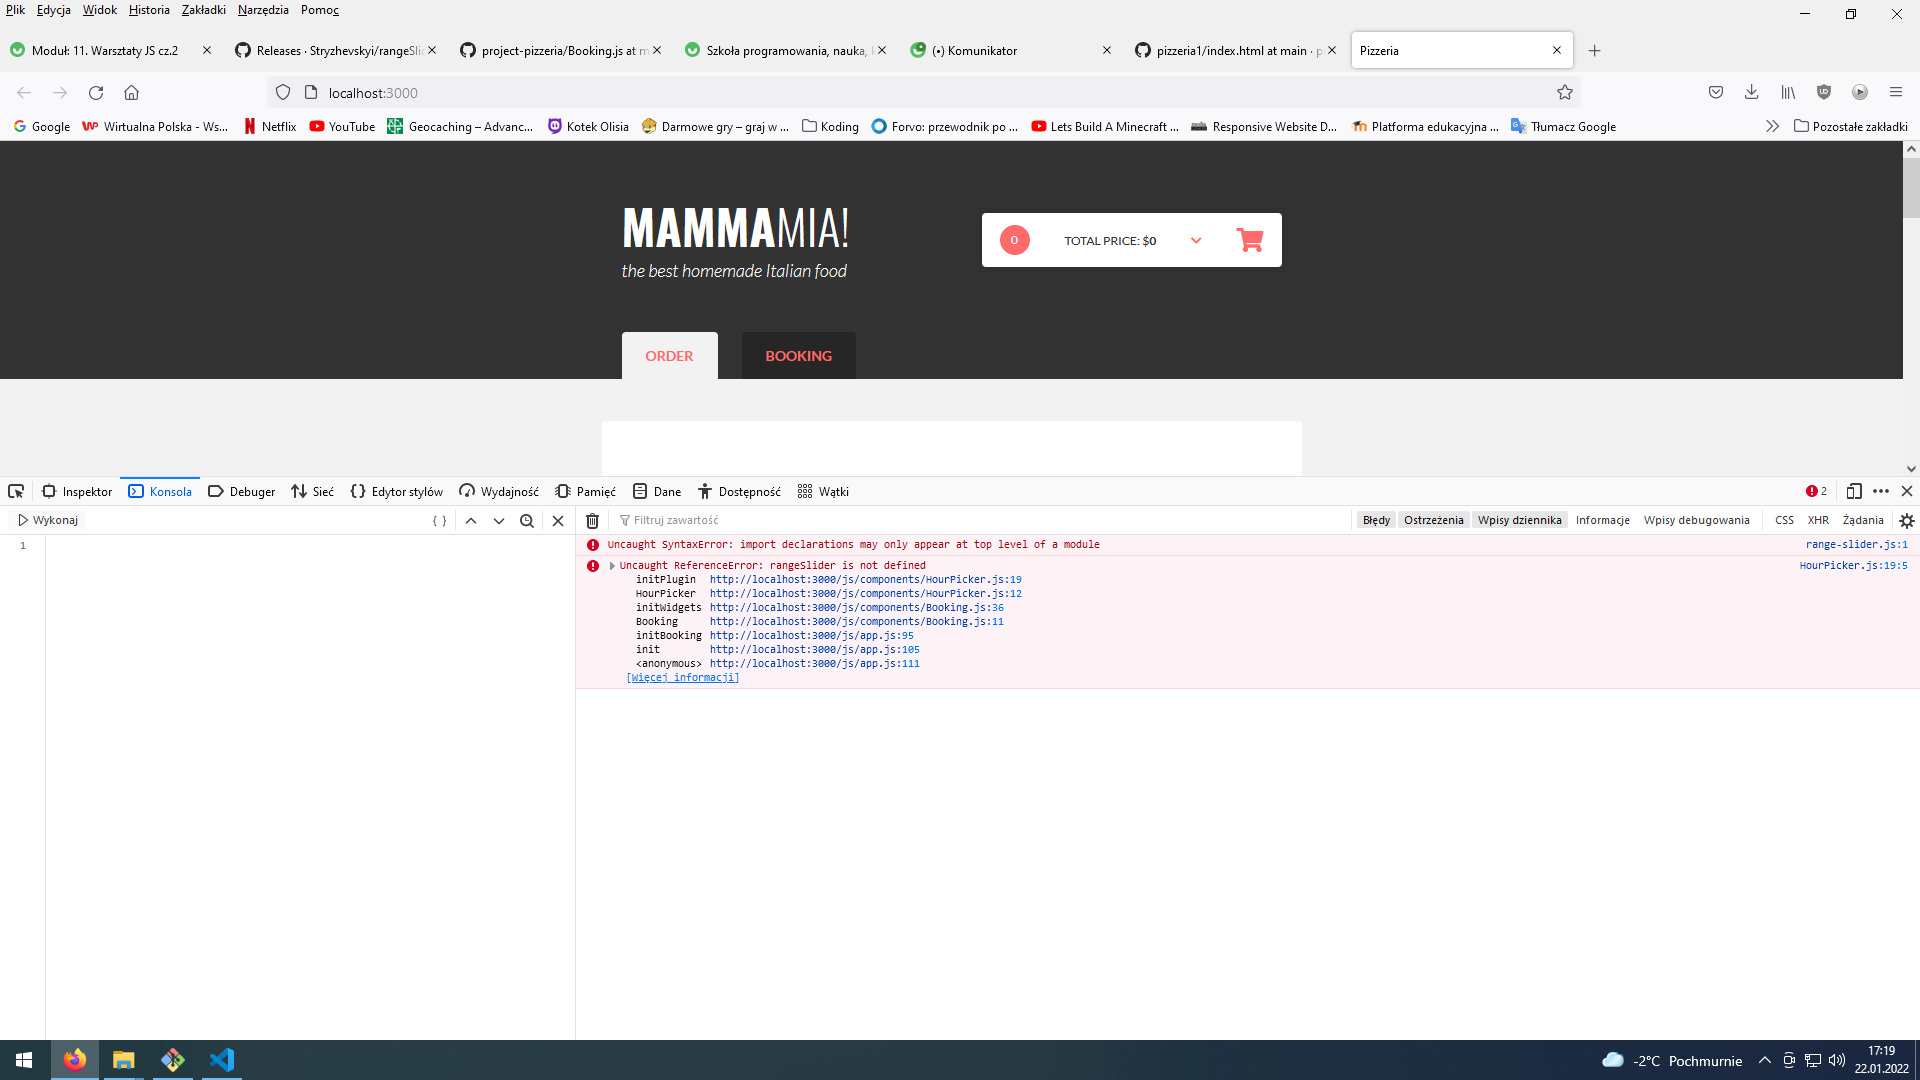 Plik Edycja Widok Historia Zakładki Narzędzia Pomoc
Moduł: 11. Warsztaty JS cz.2
Releases · Stryzhevskyi/rangeSli
project-pizzeria/Booking.js at m
Szkoła programowania, nauka,
(•) Komunikator
pizzeria1/index.html at main · p
Pizzeria
localhost:3000
Google
Wirtualna Polska - Ws...
Netflix
YouTube
Geocaching – Advanc...
Kotek Olisia
Darmowe gry – graj w ...
Koding
Forvo: przewodnik po ...
Lets Build A Minecraft ...
Responsive Website D...
Platforma edukacyjna ...
Tłumacz Google
Pozostałe zakładki
MAMMAMIA!
the best homemade Italian food
0 TOTAL PRICE: $0
ORDER BOOKING
Inspektor Konsola Debuger Sieć Edytor stylów Wydajność Pamięć Dane Dostępność Wątki 2
Wykonaj
Filtruj zawartość
Błędy Ostrzeżenia Wpisy dziennika Informacje Wpisy debugowania CSS XHR Żądania
1
Uncaught SyntaxError: import declarations may only appear at top level of a module range-slider.js:1
Uncaught ReferenceError: rangeSlider is not defined HourPicker.js:19:5
initPlugin http://localhost:3000/js/components/HourPicker.js:19
HourPicker http://localhost:3000/js/components/HourPicker.js:12
initWidgets http://localhost:3000/js/components/Booking.js:36
Booking http://localhost:3000/js/components/Booking.js:11
initBooking http://localhost:3000/js/app.js:95
init http://localhost:3000/js/app.js:105
<anonymous> http://localhost:3000/js/app.js:111
[Więcej informacji]
-2°C Pochmurnie
17:19
22.01.2022